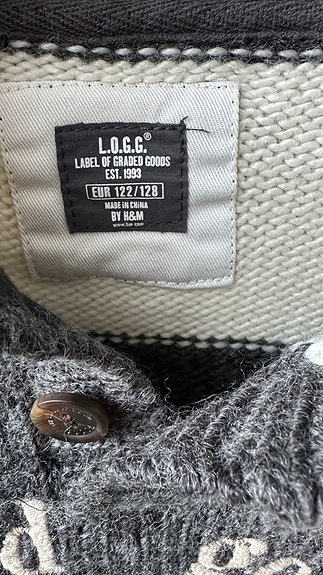 L.O.G.G.®
LABEL OF GRADED GOODS
EST. 1993
EUR 122/128
MADE IN CHINA
BY H&M
www.hm.com
d